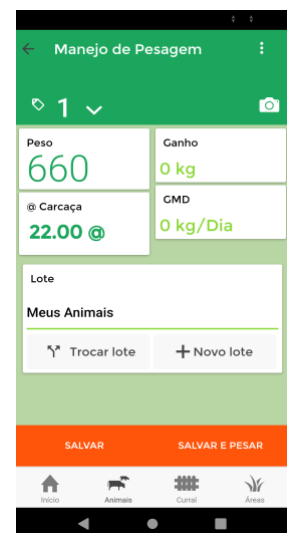 Manejo de Pesagem
1
Peso
660
Ganho
0 kg
@ Carcaça
22.00 @
GMD
0 kg/Dia
Lote
Meus Animais
Trocar lote
Novo lote
SALVAR
SALVAR E PESAR
Início
Animais
Curral
Áreas